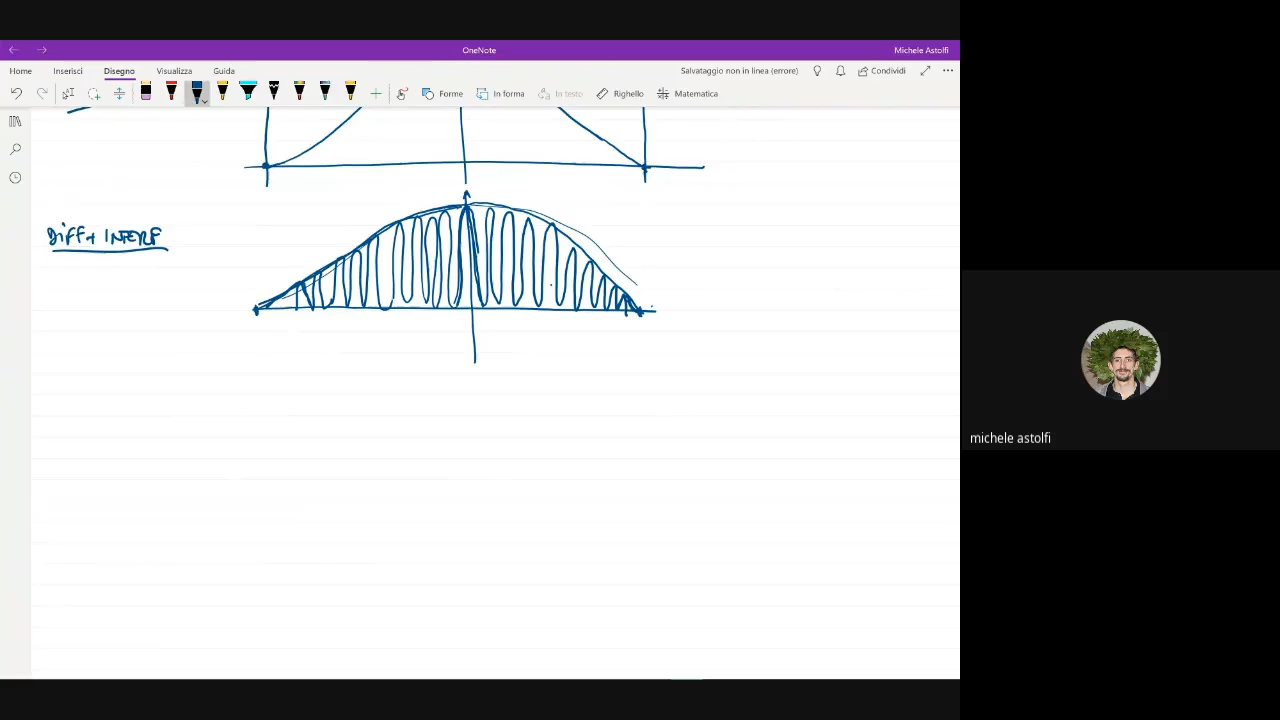 OneNote
Michele Astolfi
Home Inserisci Disegno Visualizza Guida
Salvataggio non in linea (errore) Condividi
Forme In forma In testo Righello Matematica
Diff+ INTERF
michele astolfi